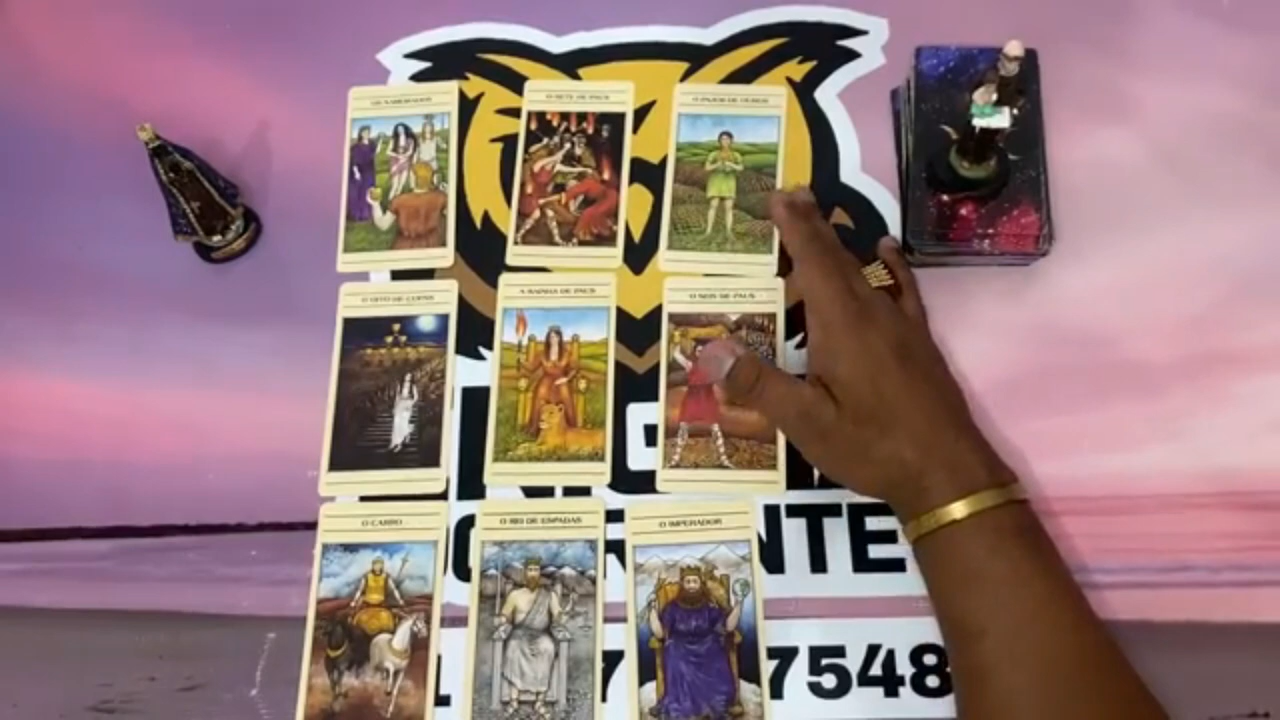 OS NAMORADOS
O SETE DE PAUS
O PAJEM DE OUROS
O OITO DE COPAS
A RAINHA DE PAUS
O SEIS DE PAUS
O CARRO
O REI DE ESPADAS
O IMPERADOR
NTE
7548